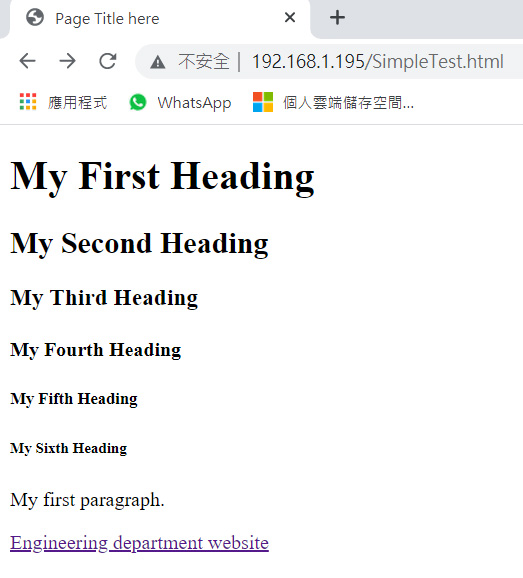 Page Title here
不安全 | 192.168.1.195/SimpleTest.html
應用程式 WhatsApp 個人雲端儲存空間...
My First Heading
My Second Heading
My Third Heading
My Fourth Heading
My Fifth Heading
My Sixth Heading
My first paragraph.
Engineering department website